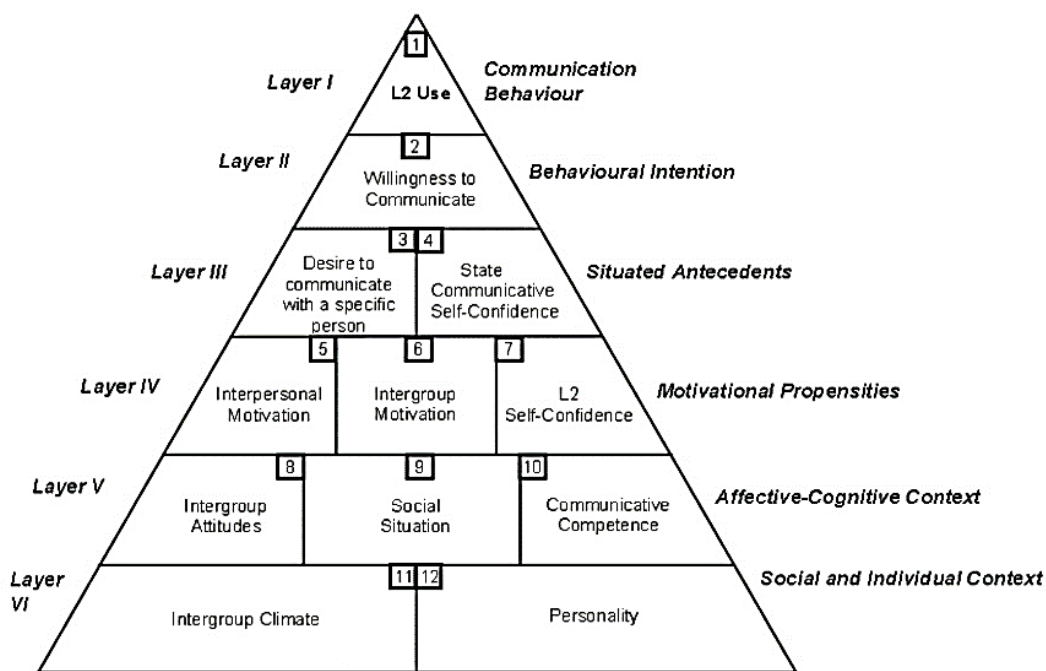 1
Layer I
Communication
Behaviour
L2 Use
2
Layer II
Willingness to
Communicate
Behavioural Intention
3 4
Layer III
Desire to
communicate
with a specific
person
State
Communicative
Self-Confidence
Situated Antecedents
5 6 7
Layer IV
Interpersonal
Motivation
Intergroup
Motivation
L2
Self-Confidence
Motivational Propensities
8 9 10
Layer V
Intergroup
Attitudes
Social
Situation
Communicative
Competence
Affective-Cognitive Context
11 12
Layer
VI
Intergroup Climate
Personality
Social and Individual Context